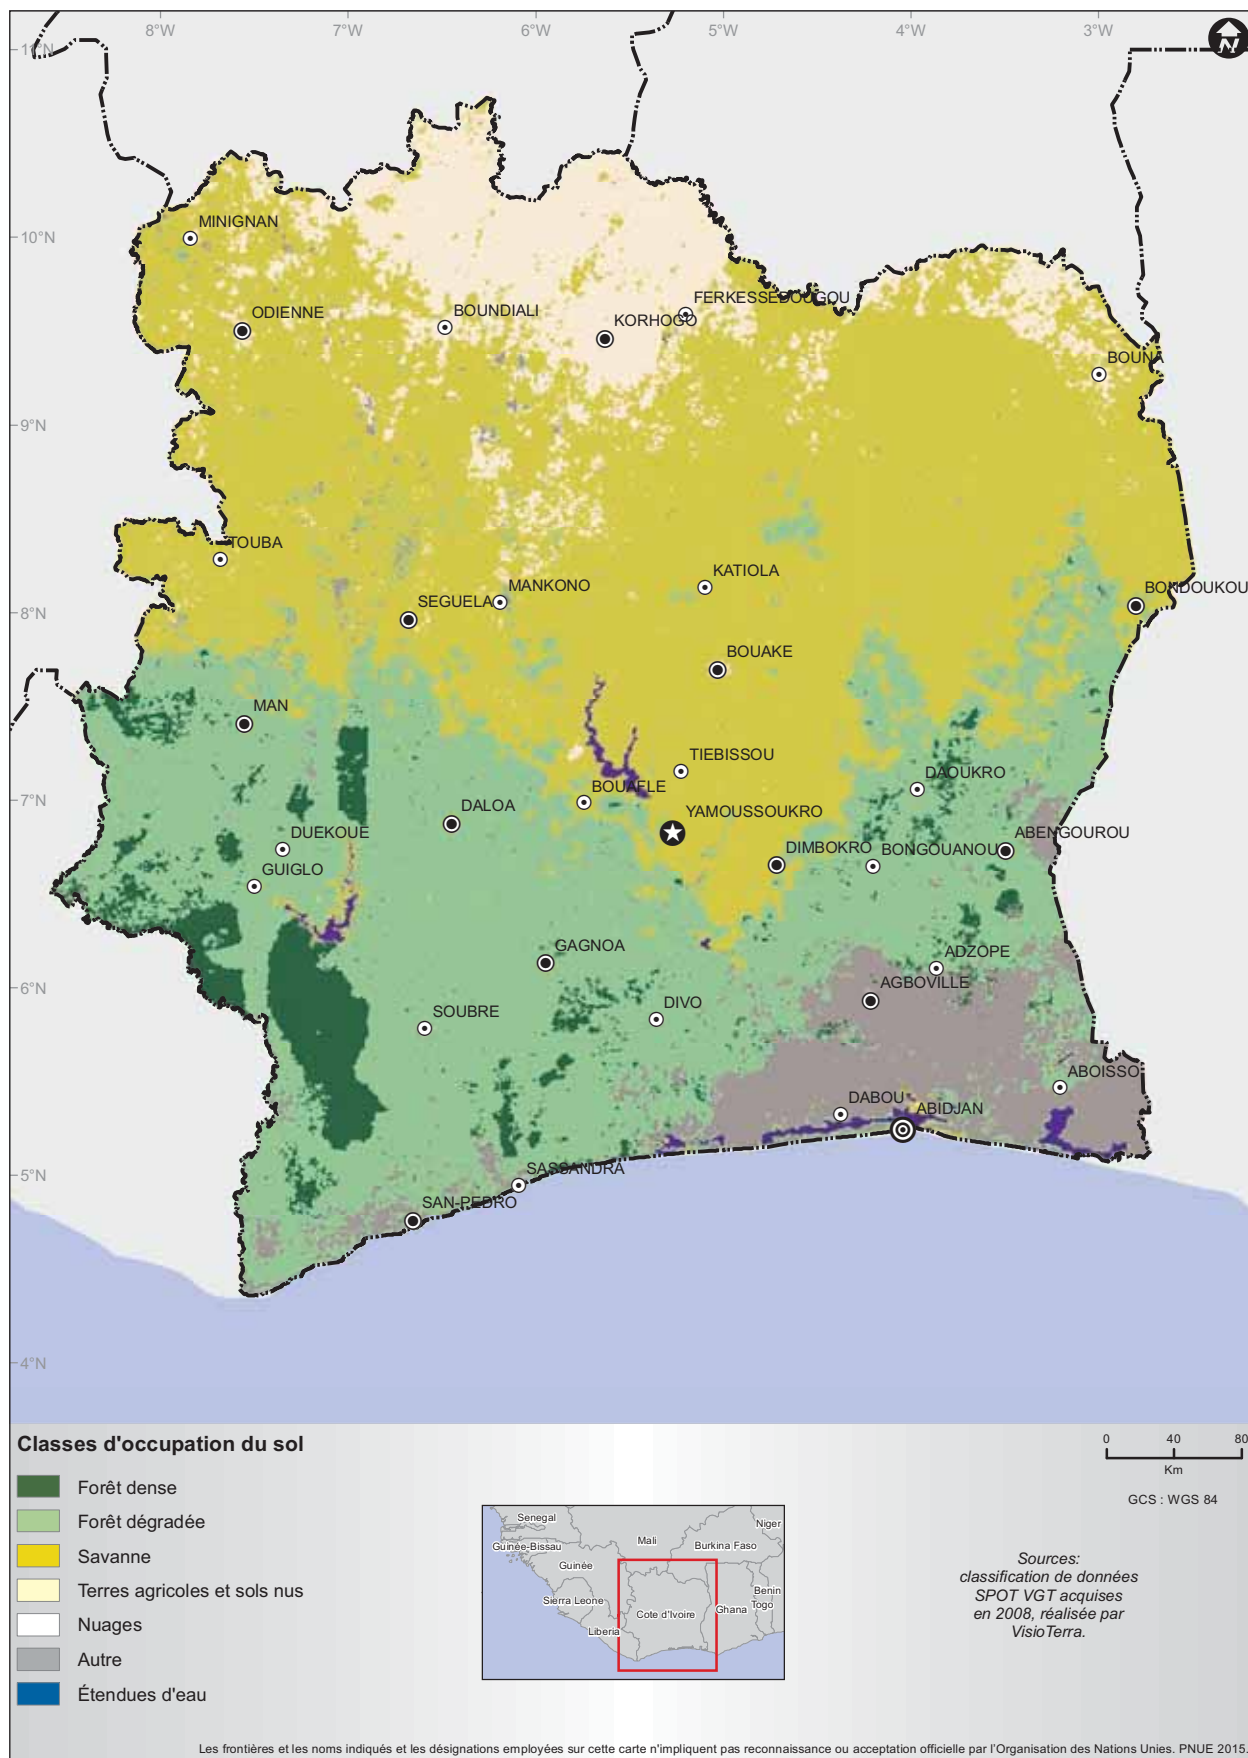 8°W 7°W 6°W 5°W 4°W 3°W
N
11°N
MINIGNAN
10°N
FERKESSEDOUGOU
ODIENNE
BOUNDIALI
KORHOGO
BOUNA
9°N
TOUBA
KATIOLA
MANKONO
BONDOUKOU
SEGUELA
8°N
BOUAKE
MAN
TIEBISSOU
DAOUKRO
BOUAFLE
7°N
DALOA
YAMOUSSOUKRO
DUEKOUE
ABENGOUROU
DIMBOKRO
BONGOUANOU
GUIGLO
GAGNOA
ADZOPE
6°N
AGBOVILLE
DIVO
SOUBRE
ABOISSO
DABOU
ABIDJAN
5°N
SASSANDRA
SAN-PEDRO
4°N
Classes d'occupation du sol
Forêt dense
Forêt dégradée
Savanne
Terres agricoles et sols nus
Nuages
Autre
Étendues d'eau
Senegal
Niger
Mali
Guinée-Bissau
Burkina Faso
Guinée
Benin
Sierra Leone
Togo
Ghana
Cote d'Ivoire
Liberia
0 40 80
Km
GCS : WGS 84
Sources:
classification de données
SPOT VGT acquises
en 2008, réalisée par
VisioTerra.
Les frontières et les noms indiqués et les désignations employées sur cette carte n'impliquent pas reconnaissance ou acceptation officielle par l'Organisation des Nations Unies. PNUE 2015.